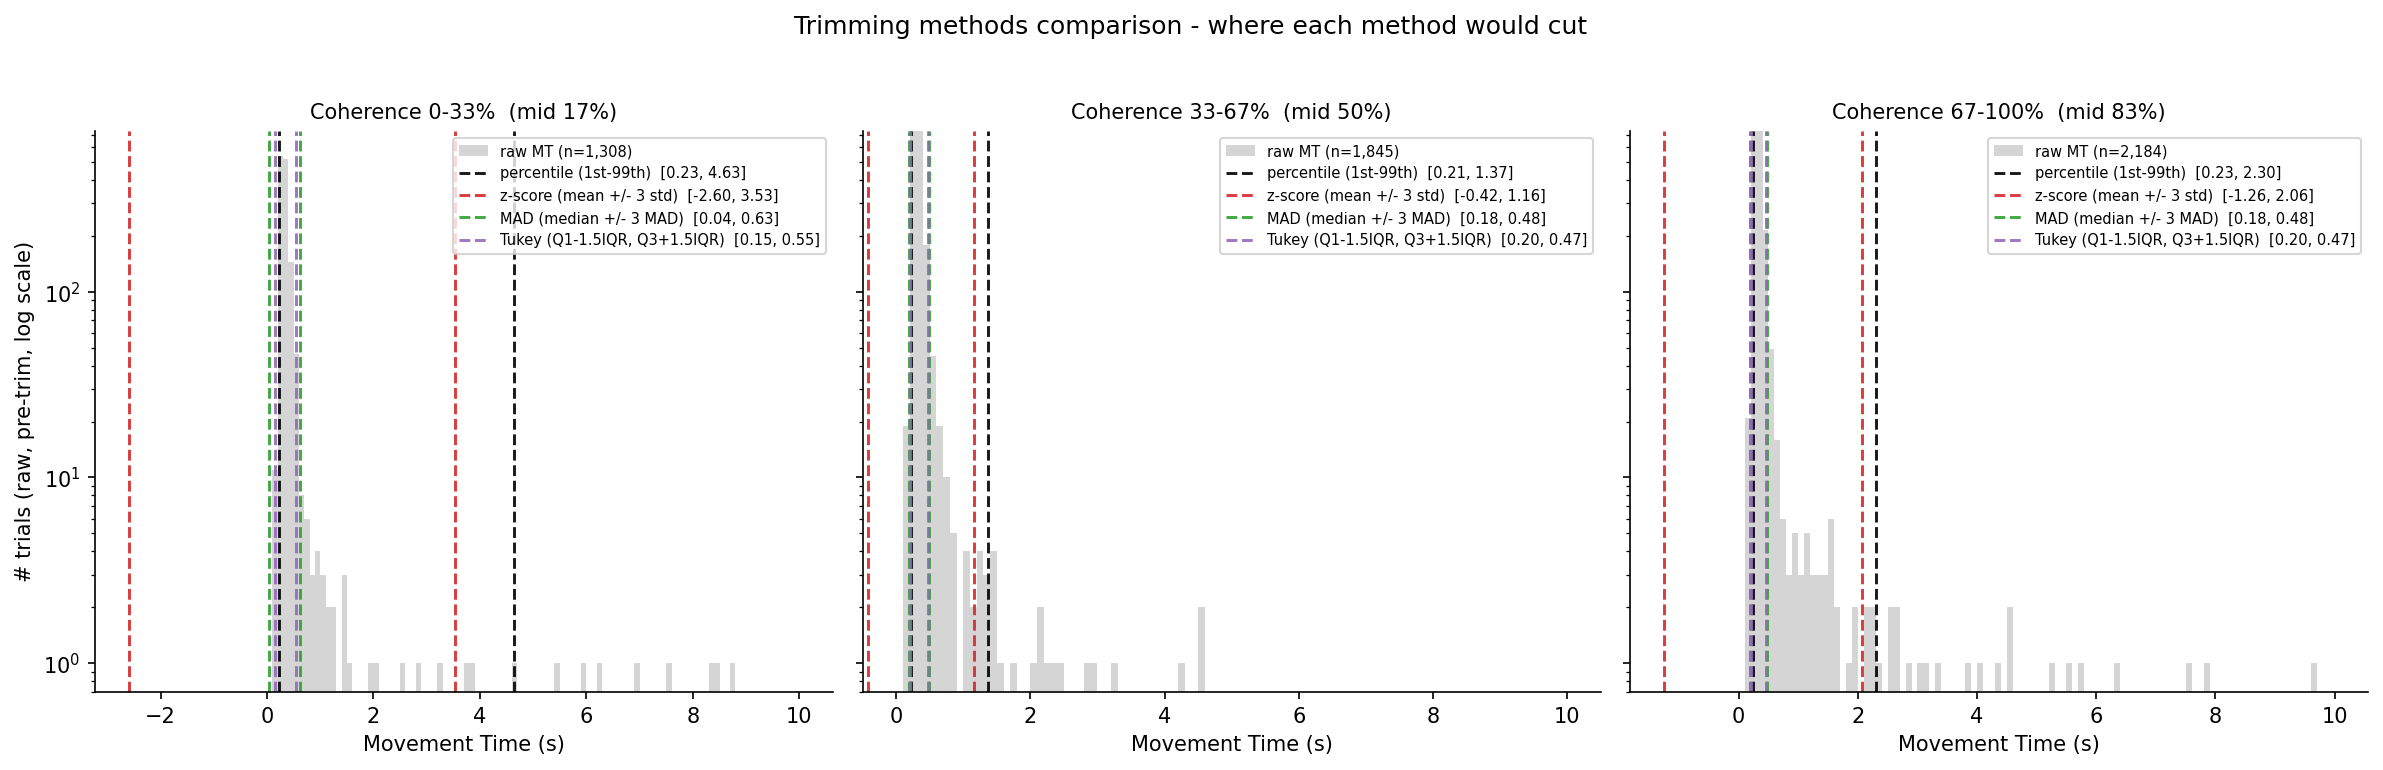 Trimming methods comparison - where each method would cut
Coherence 0-33%  (mid 17%)
raw MT (n=1,308)
percentile (1st-99th)  [0.23, 4.63]
z-score (mean +/- 3 std)  [-2.60, 3.53]
MAD (median +/- 3 MAD)  [0.04, 0.63]
Tukey (Q1-1.5IQR, Q3+1.5IQR)  [0.15, 0.55]
# trials (raw, pre-trim, log scale)
10²
10¹
10⁰
−2 0 2 4 6 8 10
Movement Time (s)
Coherence 33-67%  (mid 50%)
raw MT (n=1,845)
percentile (1st-99th)  [0.21, 1.37]
z-score (mean +/- 3 std)  [-0.42, 1.16]
MAD (median +/- 3 MAD)  [0.18, 0.48]
Tukey (Q1-1.5IQR, Q3+1.5IQR)  [0.20, 0.47]
0 2 4 6 8 10
Movement Time (s)
Coherence 67-100%  (mid 83%)
raw MT (n=2,184)
percentile (1st-99th)  [0.23, 2.30]
z-score (mean +/- 3 std)  [-1.26, 2.06]
MAD (median +/- 3 MAD)  [0.18, 0.48]
Tukey (Q1-1.5IQR, Q3+1.5IQR)  [0.20, 0.47]
0 2 4 6 8 10
Movement Time (s)